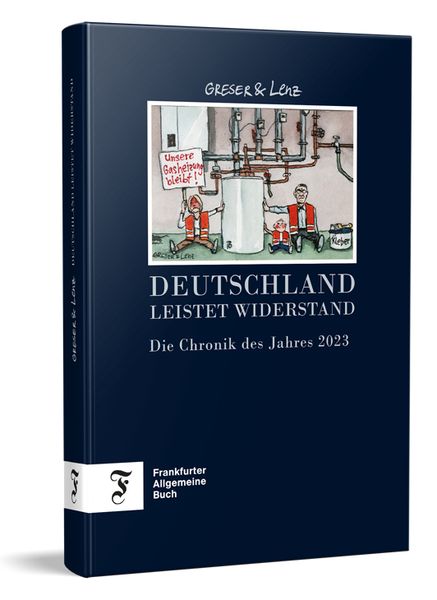 GRESER & LENZ
Unsere
Gasheizung
bleibt!
Kleber
GRESER & LENZ
DEUTSCHLAND
LEISTET WIDERSTAND
Die Chronik des Jahres 2023
F
Frankfurter
Allgemeine
Buch
GRESER & LENZ DEUTSCHLAND LEISTET WIDERSTAND
F